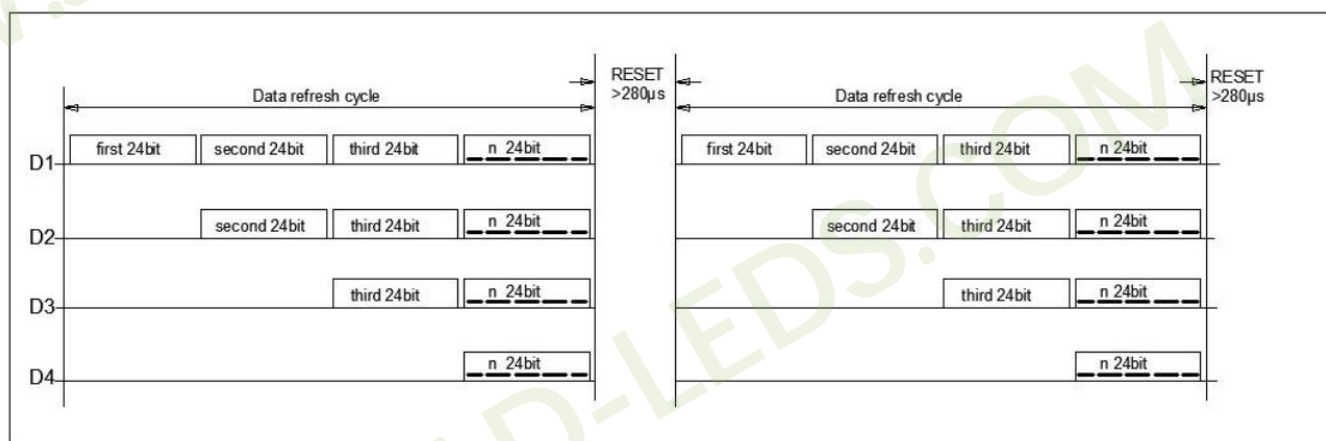 RESET
>280µs
RESET
>280µs
Data refresh cycle
Data refresh cycle
D1
first 24bit
second 24bit
third 24bit
n 24bit
first 24bit
second 24bit
third 24bit
n 24bit
D2
second 24bit
third 24bit
n 24bit
second 24bit
third 24bit
n 24bit
D3
third 24bit
n 24bit
third 24bit
n 24bit
D4
n 24bit
n 24bit
D-LEDS.COM